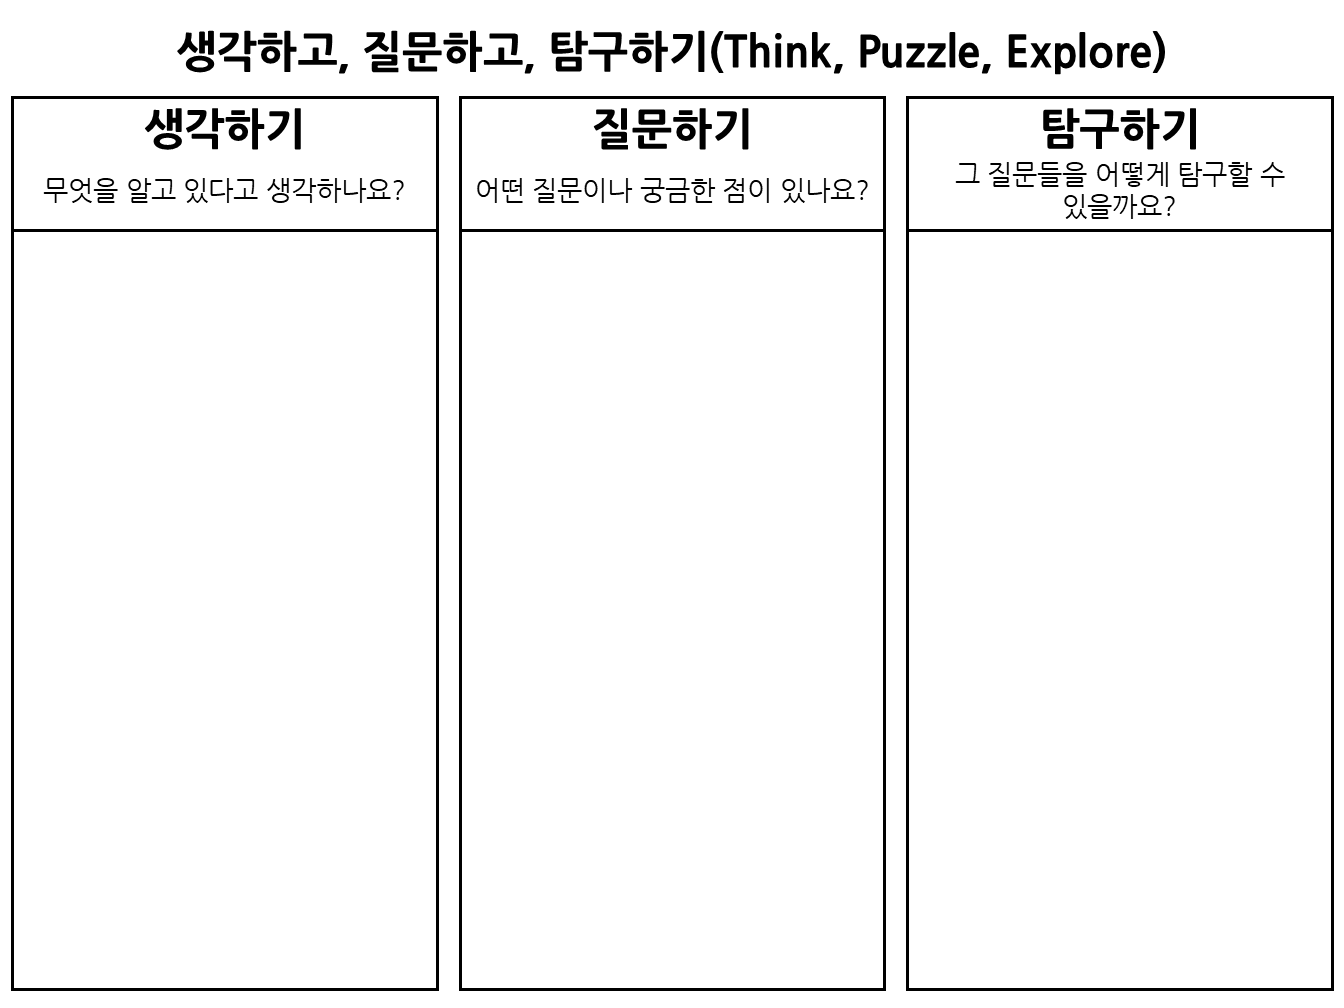 생각하고, 질문하고, 탐구하기(Think, Puzzle, Explore)
생각하기
무엇을 알고 있다고 생각하나요?
질문하기
어떤 질문이나 궁금한 점이 있나요?
탐구하기
그 질문들을 어떻게 탐구할 수
있을까요?